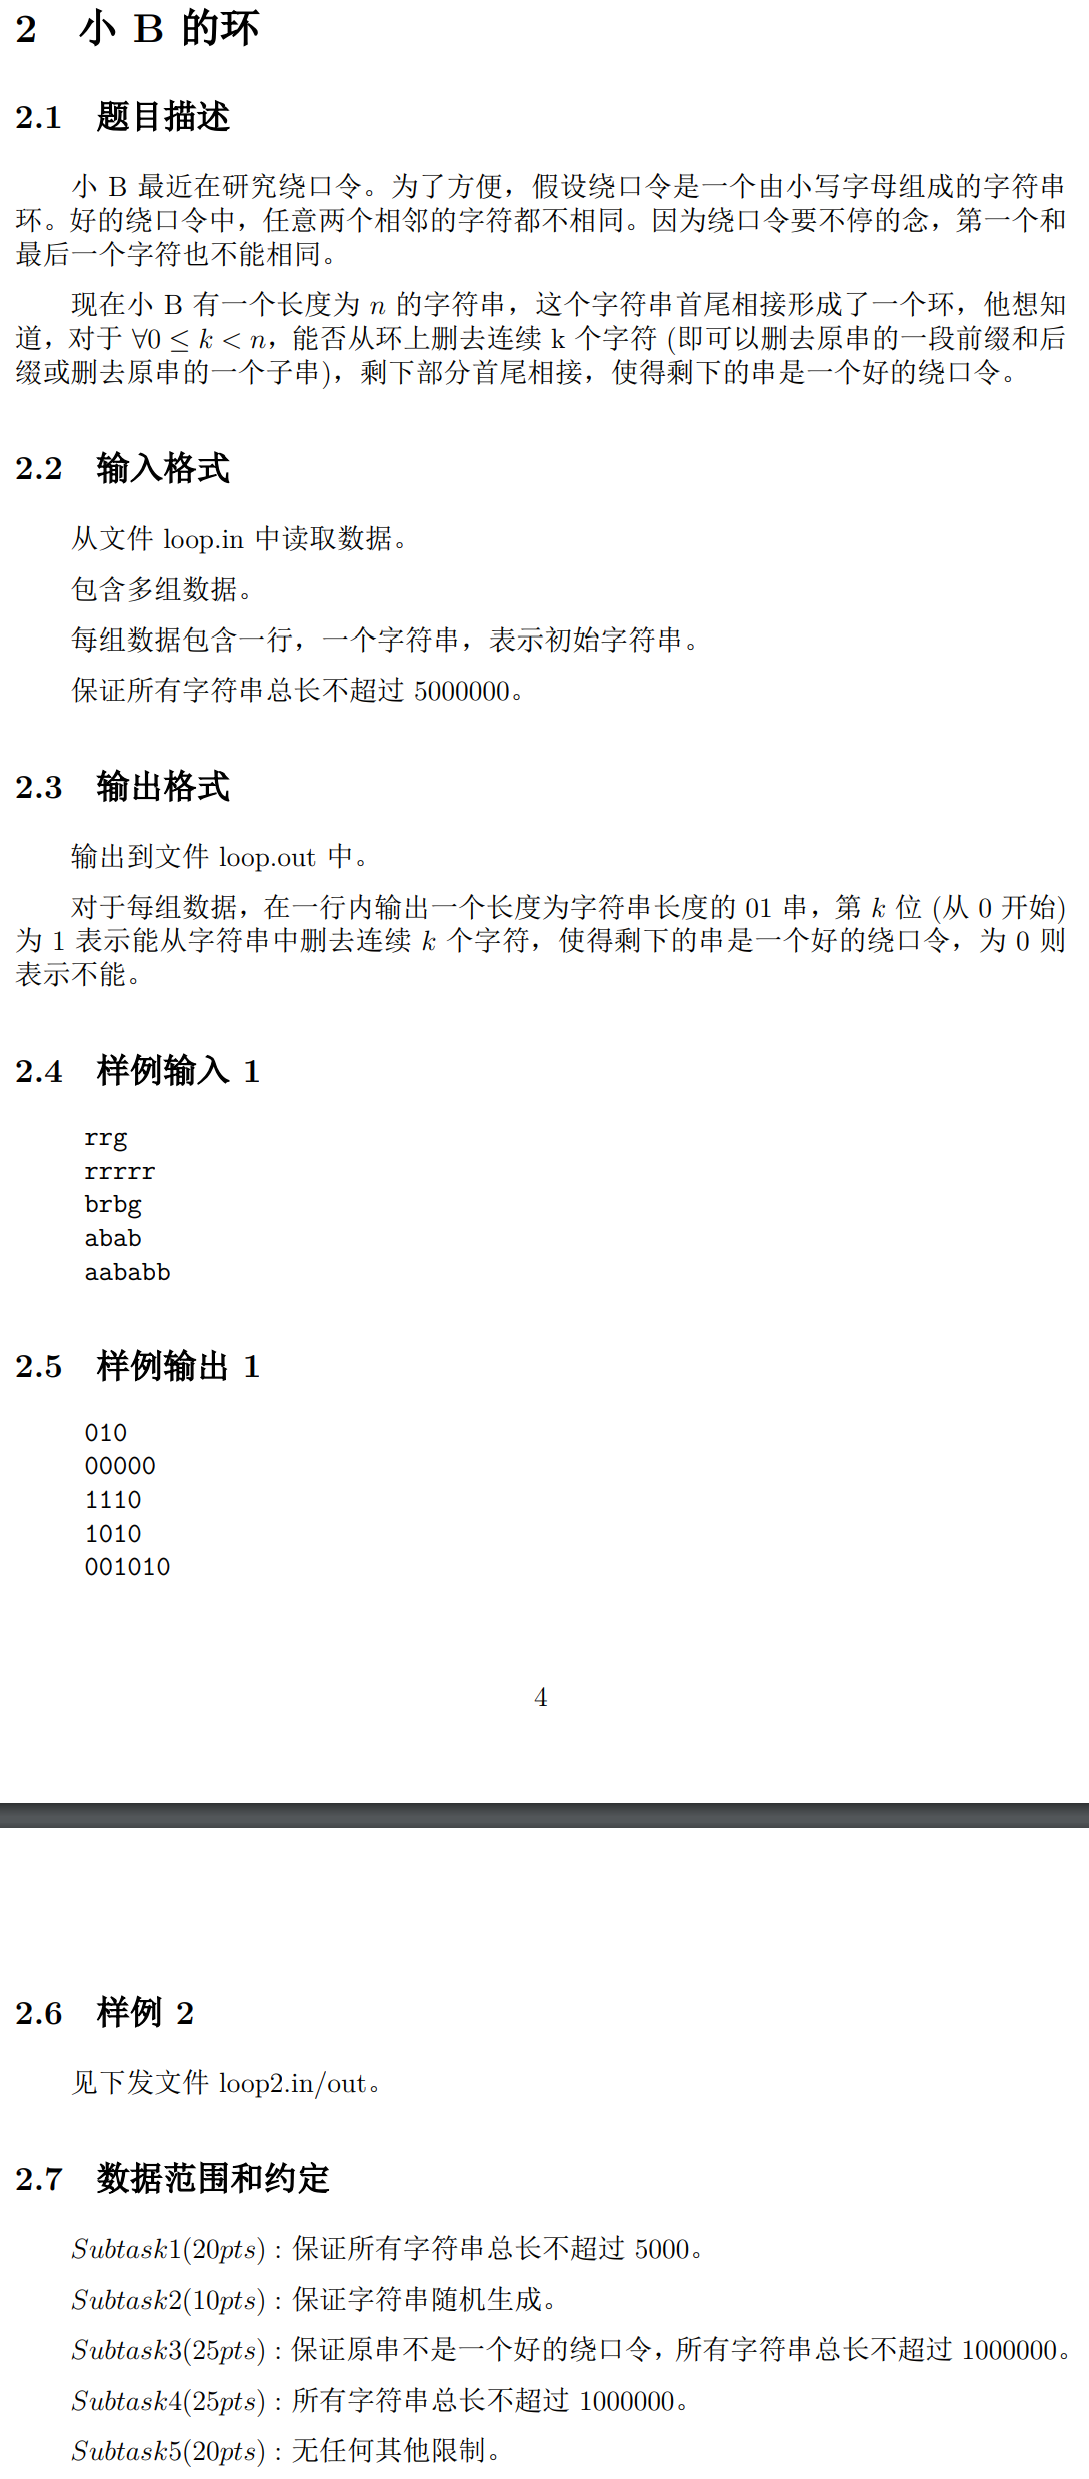 2 小 B 的环
2.1 题目描述
小 B 最近在研究绕口令。为了方便，假设绕口令是一个由小写字母组成的字符串
环。好的绕口令中，任意两个相邻的字符都不相同。因为绕口令要不停的念，第一个和
最后一个字符也不能相同。
现在小 B 有一个长度为 n 的字符串，这个字符串首尾相接形成了一个环，他想知
道，对于 ∀0 ≤ k < n，能否从环上删去连续 k 个字符 (即可以删去原串的一段前缀和后
缀或删去原串的一个子串)，剩下部分首尾相接，使得剩下的串是一个好的绕口令。
2.2 输入格式
从文件 loop.in 中读取数据。
包含多组数据。
每组数据包含一行，一个字符串，表示初始字符串。
保证所有字符串总长不超过 5000000。
2.3 输出格式
输出到文件 loop.out 中。
对于每组数据，在一行内输出一个长度为字符串长度的 01 串，第 k 位 (从 0 开始)
为 1 表示能从字符串中删去连续 k 个字符，使得剩下的串是一个好的绕口令，为 0 则
表示不能。
2.4 样例输入 1
rrg
rrrrr
brbg
abab
aababb
2.5 样例输出 1
010
00000
1110
1010
001010
4
2.6 样例 2
见下发文件 loop2.in/out。
2.7 数据范围和约定
Subtask1(20pts) : 保证所有字符串总长不超过 5000。
Subtask2(10pts) : 保证字符串随机生成。
Subtask3(25pts) : 保证原串不是一个好的绕口令，所有字符串总长不超过 1000000。
Subtask4(25pts) : 所有字符串总长不超过 1000000。
Subtask5(20pts) : 无任何其他限制。